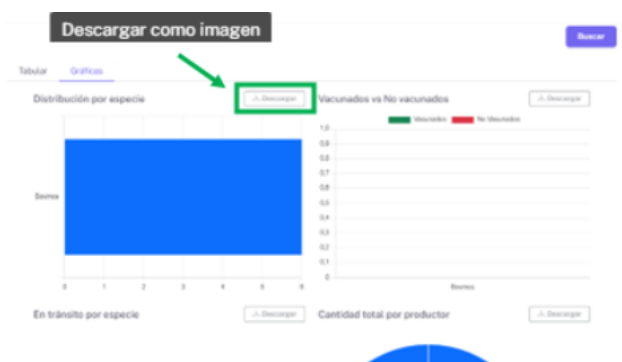 Descargar como imagen
Buscar
Tabular Gráficos
Distribución por especie
Descargar
Vacunados vs No vacunados
Descargar
Vacunados No Vacunados
1,0
0,9
0,8
0,7
0,6
0,5
0,4
0,3
0,2
0,1
0
Bovinos
Bovinos
0 1 2 3 4 5 6
En tránsito por especie
Descargar
Cantidad total por productor
Descargar